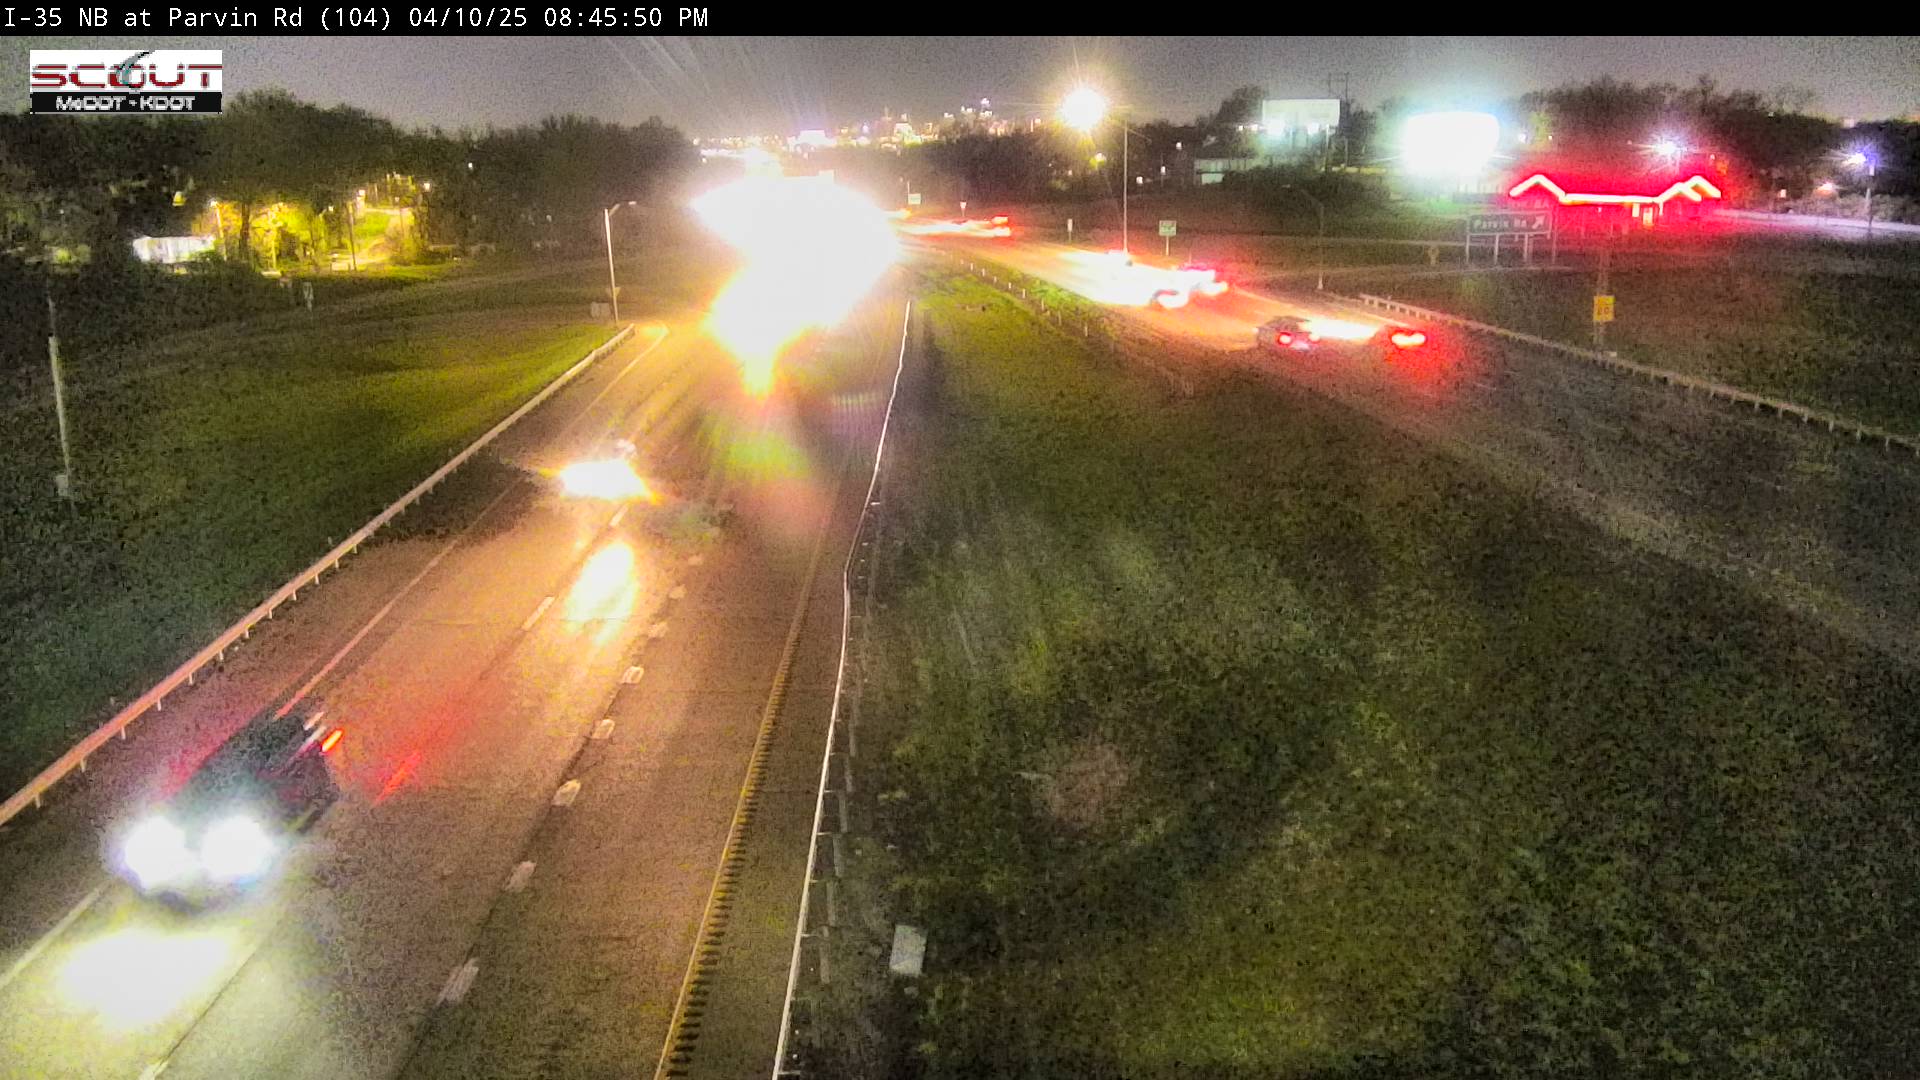 I-35 NB at Parvin Rd (104) 04/10/25 08:45:50 PM
SCOUT
MoDOT - KDOT
Parvin Rd